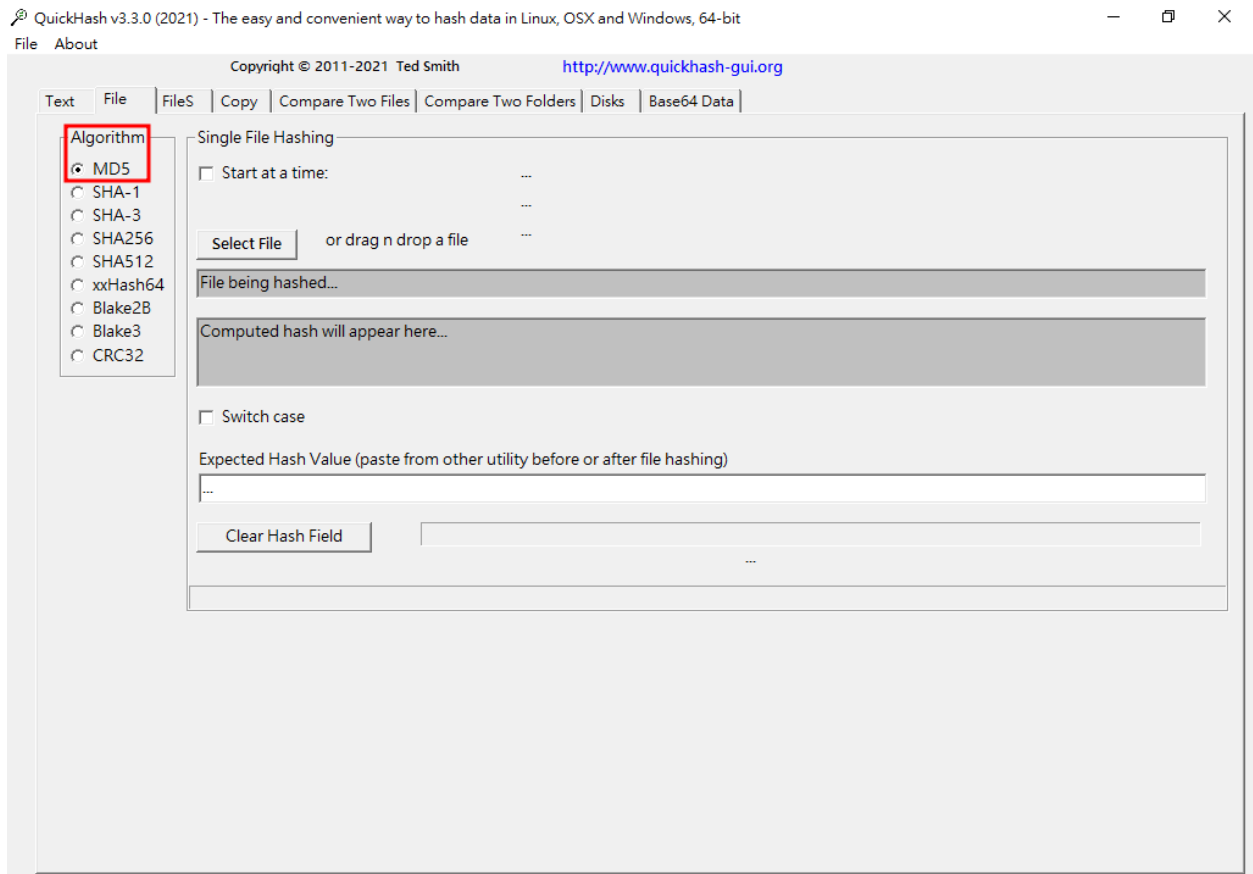 QuickHash v3.3.0 (2021) - The easy and convenient way to hash data in Linux, OSX and Windows, 64-bit
File About
Copyright © 2011-2021 Ted Smith http://www.quickhash-gui.org
Text File FileS Copy Compare Two Files Compare Two Folders Disks Base64 Data
Algorithm
MD5
SHA-1
SHA-3
SHA256
SHA512
xxHash64
Blake2B
Blake3
CRC32
Single File Hashing
Start at a time: ...
...
Select File or drag n drop a file ...
File being hashed...
Computed hash will appear here...
Switch case
Expected Hash Value (paste from other utility before or after file hashing)
...
Clear Hash Field
...